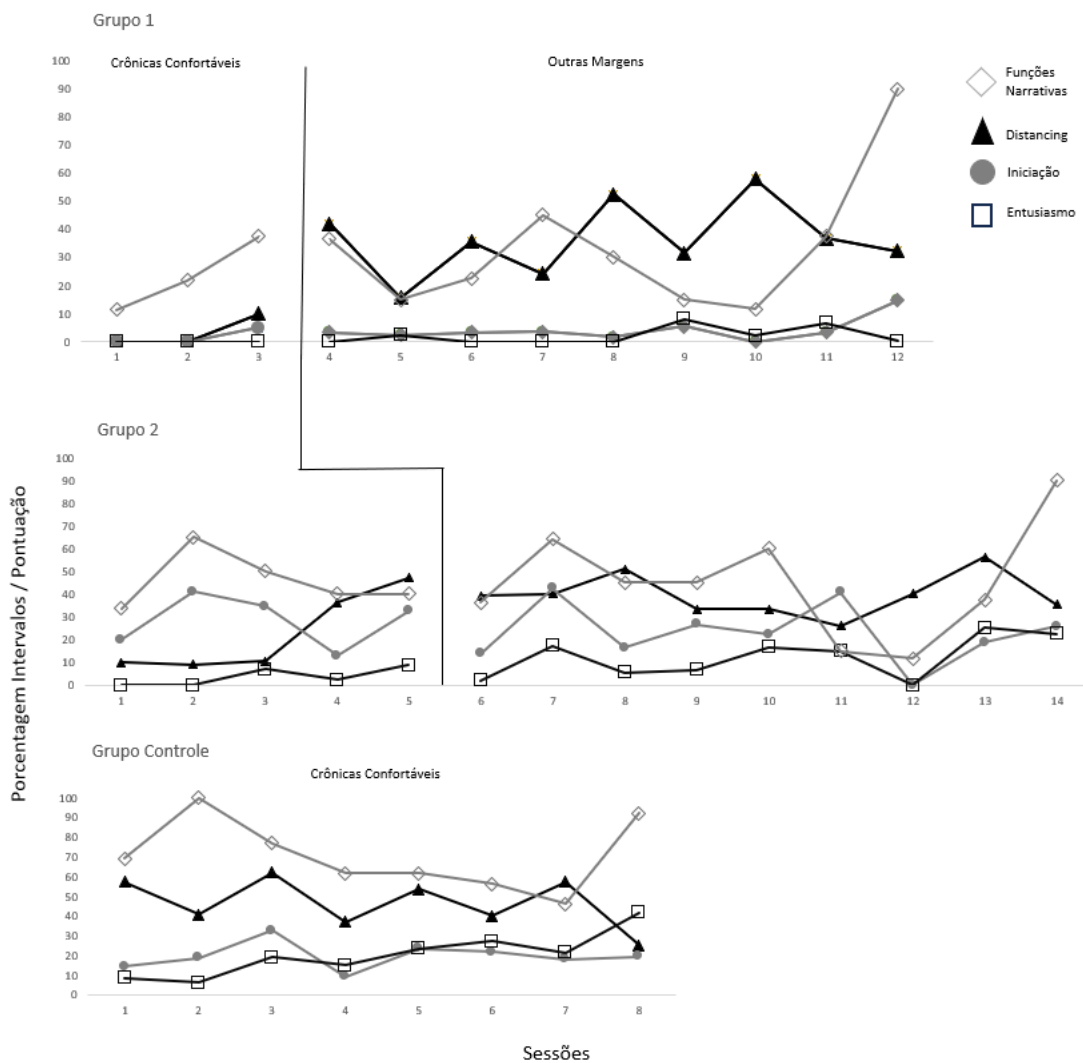 Grupo 1
Crônicas Confortáveis
Outras Margens
100
90
80
70
60
50
40
30
20
10
0
1 2 3 4 5 6 7 8 9 10 11 12
Funções
Narrativas
Distancing
Iniciação
Entusiasmo
Grupo 2
100
90
80
70
60
50
40
30
20
10
0
1 2 3 4 5 6 7 8 9 10 11 12 13 14
Porcentagem Intervalos / Pontuação
Grupo Controle
Crônicas Confortáveis
100
90
80
70
60
50
40
30
20
10
0
1 2 3 4 5 6 7 8
Sessões